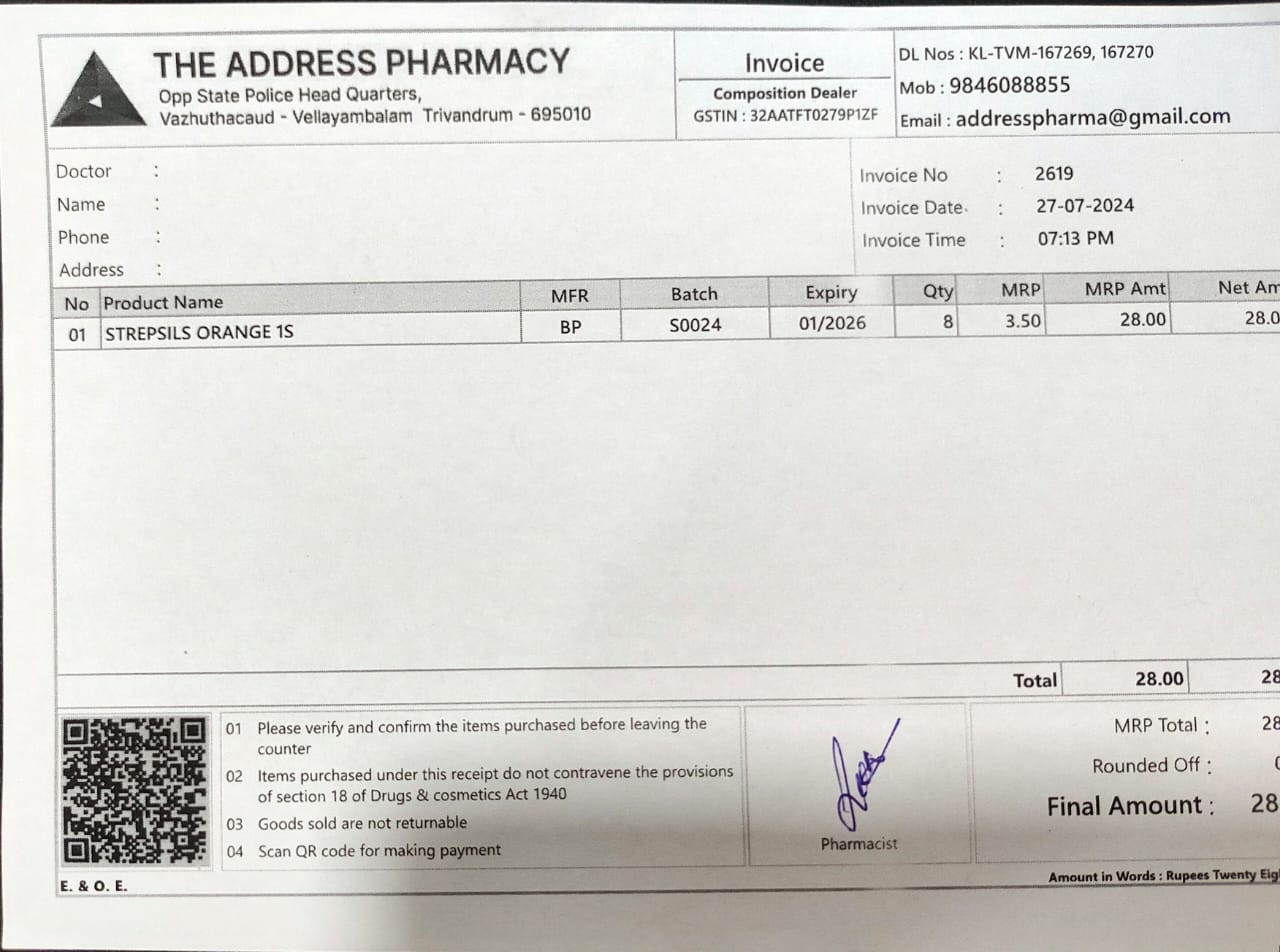 THE ADDRESS PHARMACY
Opp State Police Head Quarters,
Vazhuthacaud - Vellayambalam Trivandrum - 695010
Invoice
Composition Dealer
GSTIN : 32AATFT0279P1ZF
DL Nos : KL-TVM-167269, 167270
Mob : 9846088855
Email : addresspharma@gmail.com
Doctor :
Name :
Phone :
Address :
Invoice No : 2619
Invoice Date : 27-07-2024
Invoice Time : 07:13 PM
No Product Name MFR Batch Expiry Qty MRP MRP Amt Net Am
01 STREPSILS ORANGE 1S BP S0024 01/2026 8 3.50 28.00 28.0
Total 28.00 28
01 Please verify and confirm the items purchased before leaving the
counter
02 Items purchased under this receipt do not contravene the provisions
of section 18 of Drugs & cosmetics Act 1940
03 Goods sold are not returnable
04 Scan QR code for making payment
Pharmacist
MRP Total : 28
Rounded Off :
Final Amount : 28
E. & O. E.
Amount in Words : Rupees Twenty